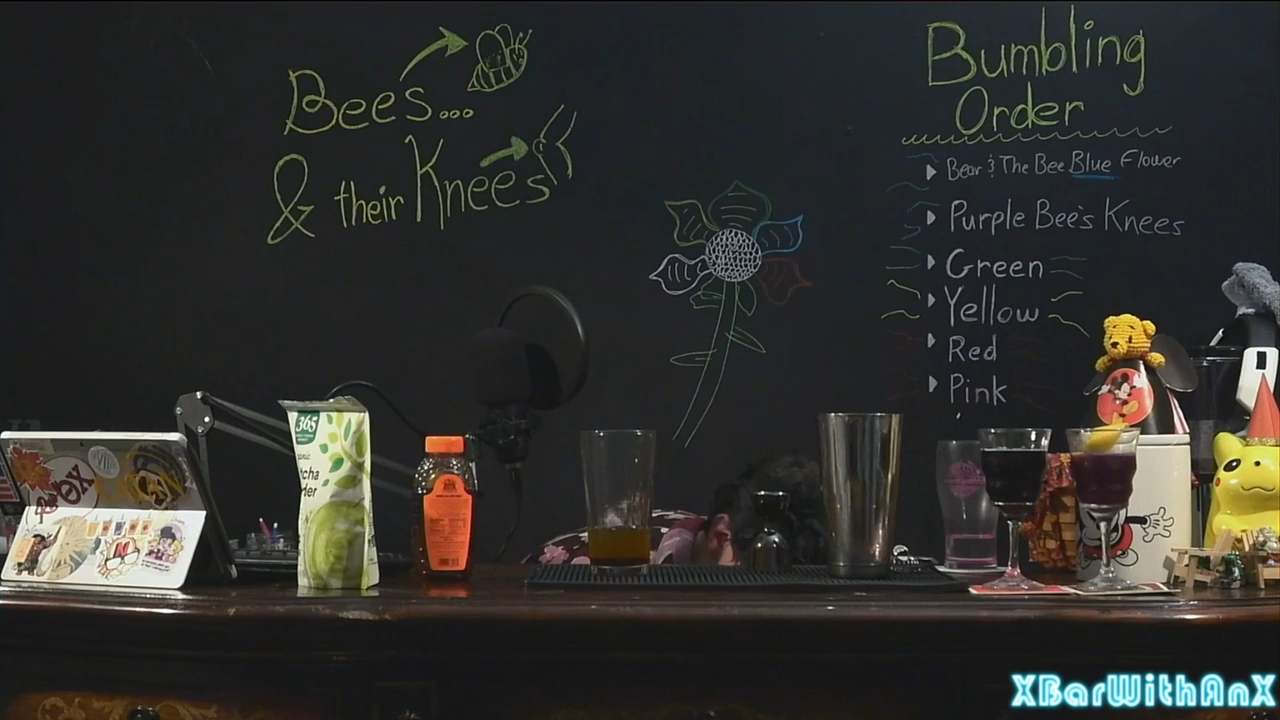 Bees...
& their Knees
Bumbling
Order
Bear & The Bee Blue Flower
Purple Bee's Knees
Green
Yellow
Red
Pink
365
XBarWithAnX